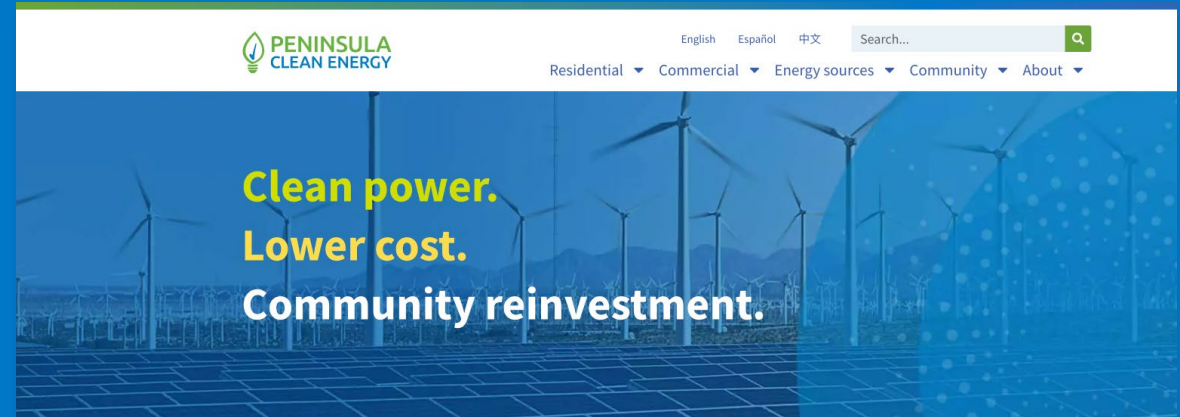 PENINSULA
CLEAN ENERGY
English Español 中文 Search...
Residential Commercial Energy sources Community About
Clean power.
Lower cost.
Community reinvestment.